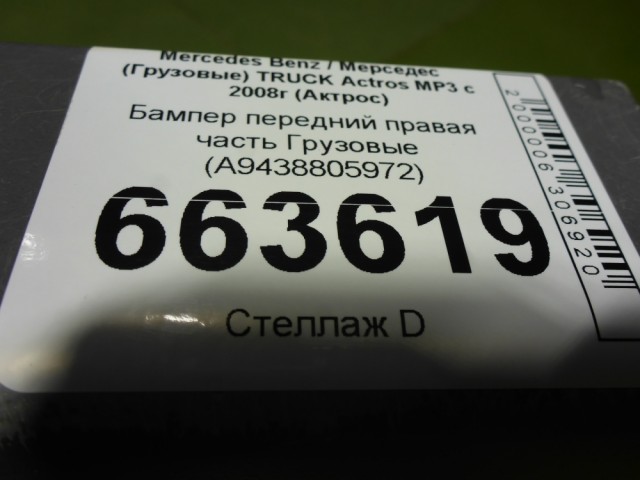 Mercedes Benz / Мерседес
(Грузовые) TRUCK Actros MP3 с
2008г (Актрос)
Бампер передний правая
часть Грузовые
(A9438805972)
663619
Стеллаж D
2000006306920